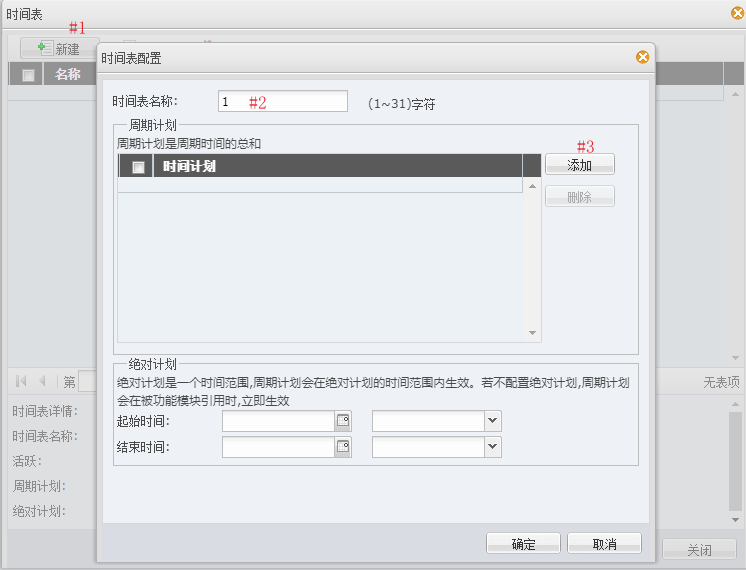 时间表
#1
新建
名称
时间表配置
时间表名称：
1
#2
(1~31)字符
周期计划
周期计划是周期时间的总和
#3
时间计划
添加
删除
绝对计划
绝对计划是一个时间范围,周期计划会在绝对计划的时间范围内生效。若不配置绝对计划,周期计划
会在被功能模块引用时,立即生效
起始时间：
结束时间：
第
无表项
时间表详情：
时间表名称：
活跃：
周期计划：
绝对计划：
确定
取消
关闭